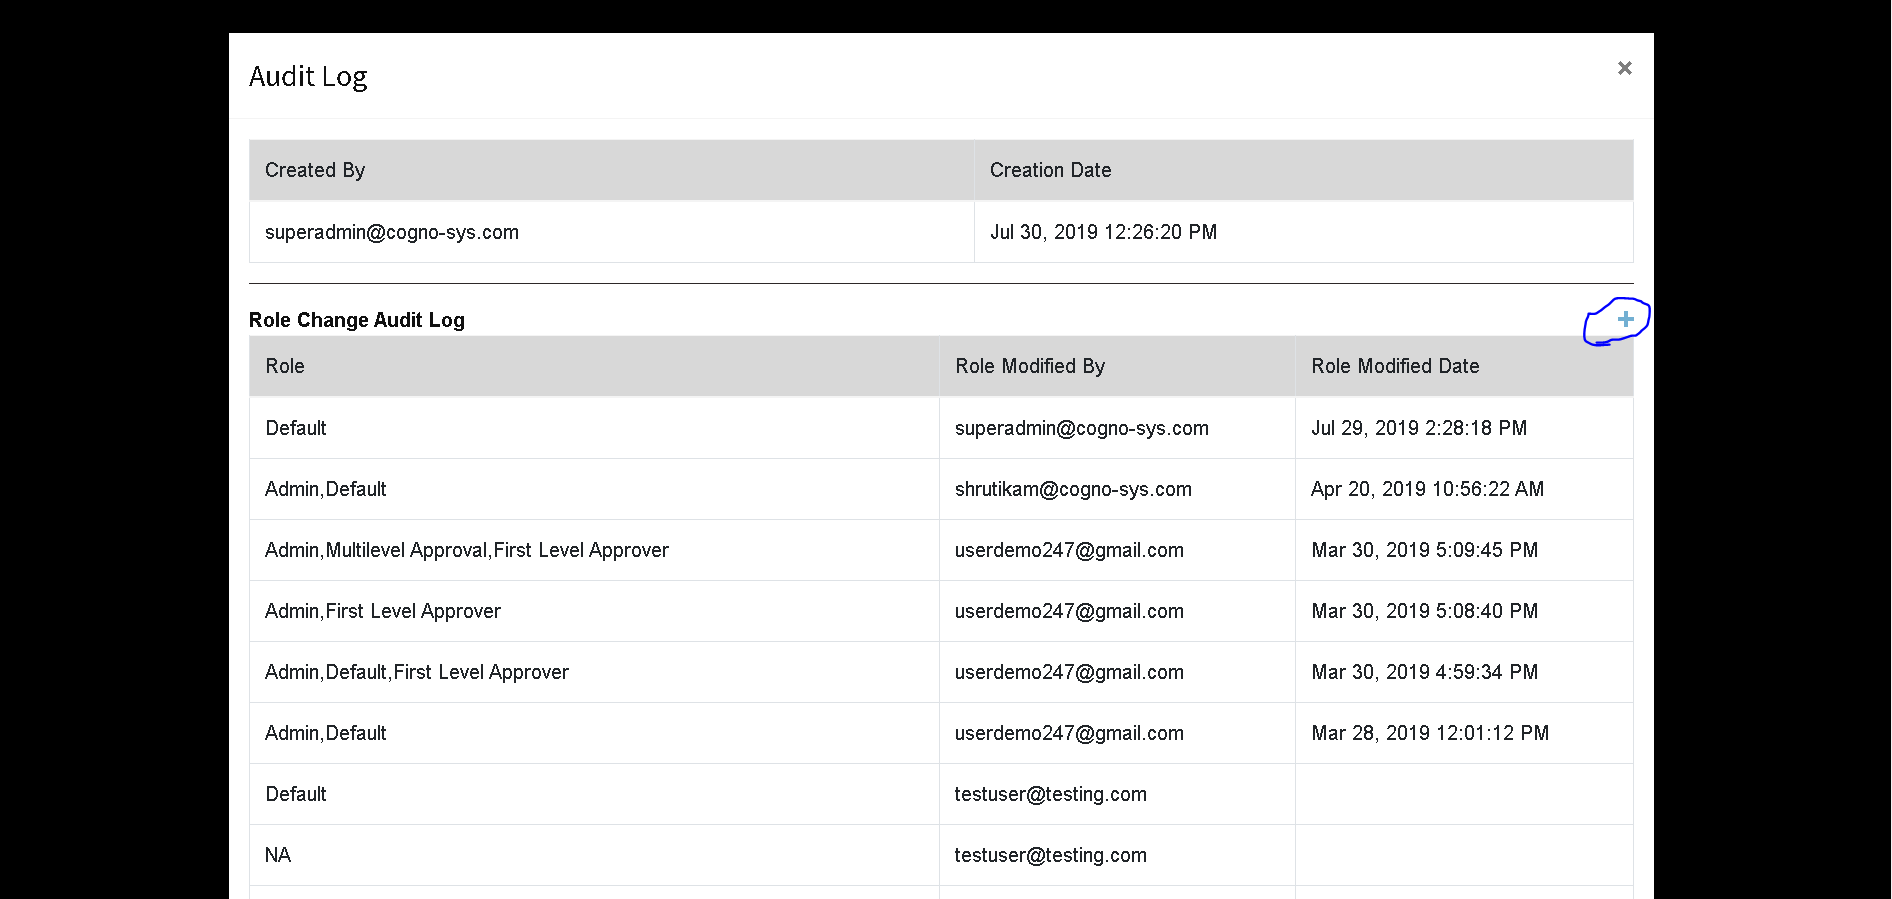 Audit Log ×
Created By Creation Date
superadmin@cogno-sys.com Jul 30, 2019 12:26:20 PM
Role Change Audit Log +
Role Role Modified By Role Modified Date
Default superadmin@cogno-sys.com Jul 29, 2019 2:28:18 PM
Admin,Default shrutikam@cogno-sys.com Apr 20, 2019 10:56:22 AM
Admin,Multilevel Approval,First Level Approver userdemo247@gmail.com Mar 30, 2019 5:09:45 PM
Admin,First Level Approver userdemo247@gmail.com Mar 30, 2019 5:08:40 PM
Admin,Default,First Level Approver userdemo247@gmail.com Mar 30, 2019 4:59:34 PM
Admin,Default userdemo247@gmail.com Mar 28, 2019 12:01:12 PM
Default testuser@testing.com
NA testuser@testing.com